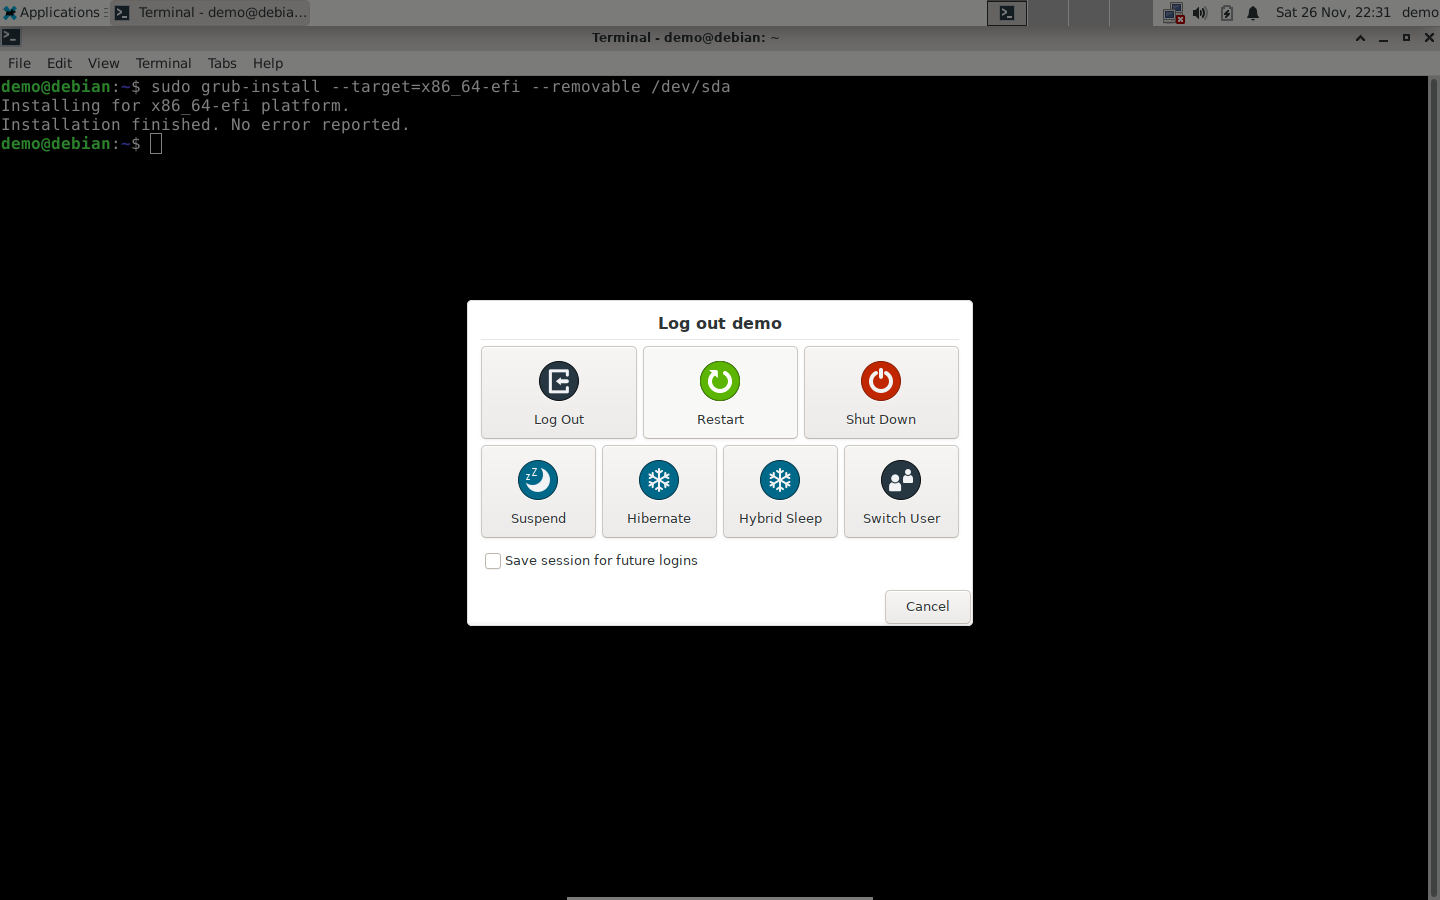 Applications
Terminal - demo@debia...
Sat 26 Nov, 22:31
demo
Terminal - demo@debian: ~
File Edit View Terminal Tabs Help
demo@debian:~$ sudo grub-install --target=x86_64-efi --removable /dev/sda
Installing for x86_64-efi platform.
Installation finished. No error reported.
demo@debian:~$
Log out demo
Log Out
Restart
Shut Down
Suspend
Hibernate
Hybrid Sleep
Switch User
Save session for future logins
Cancel